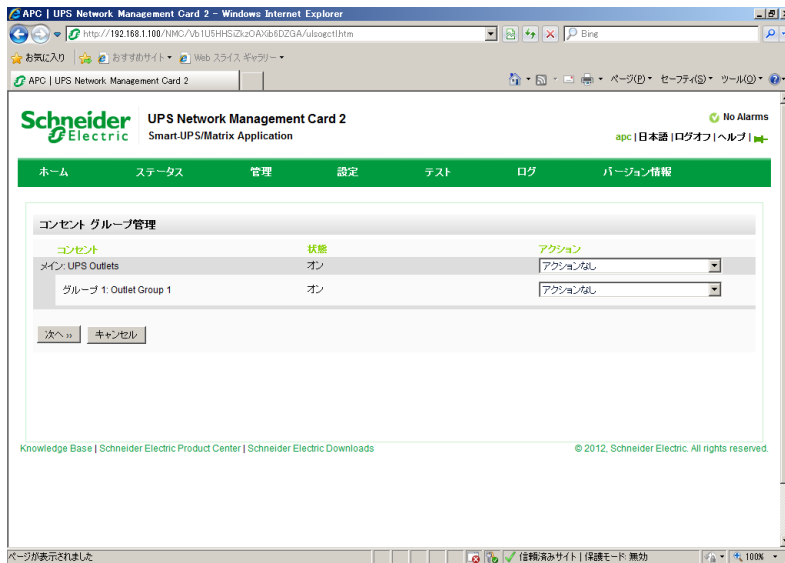 APC | UPS Network Management Card 2 - Windows Internet Explorer
http://192.168.1.100/NMC/Vb1U5HHSiZkzOAXib6DZGA/ulsogctl.htm
Bing
お気に入り おすすめサイト Web スライス ギャラリー
APC | UPS Network Management Card 2
ページ(P) セーフティ(S) ツール(O)
Schneider Electric
UPS Network Management Card 2
Smart-UPS/Matrix Application
No Alarms
apc | 日本語 | ログオフ | ヘルプ |
ホーム ステータス 管理 設定 テスト ログ バージョン情報
コンセント グループ管理
コンセント 状態 アクション
メイン: UPS Outlets オン アクションなし
グループ 1: Outlet Group 1 オン アクションなし
次へ» キャンセル
Knowledge Base | Schneider Electric Product Center | Schneider Electric Downloads
© 2012, Schneider Electric. All rights reserved.
ページが表示されました
信頼済みサイト | 保護モード: 無効
100%